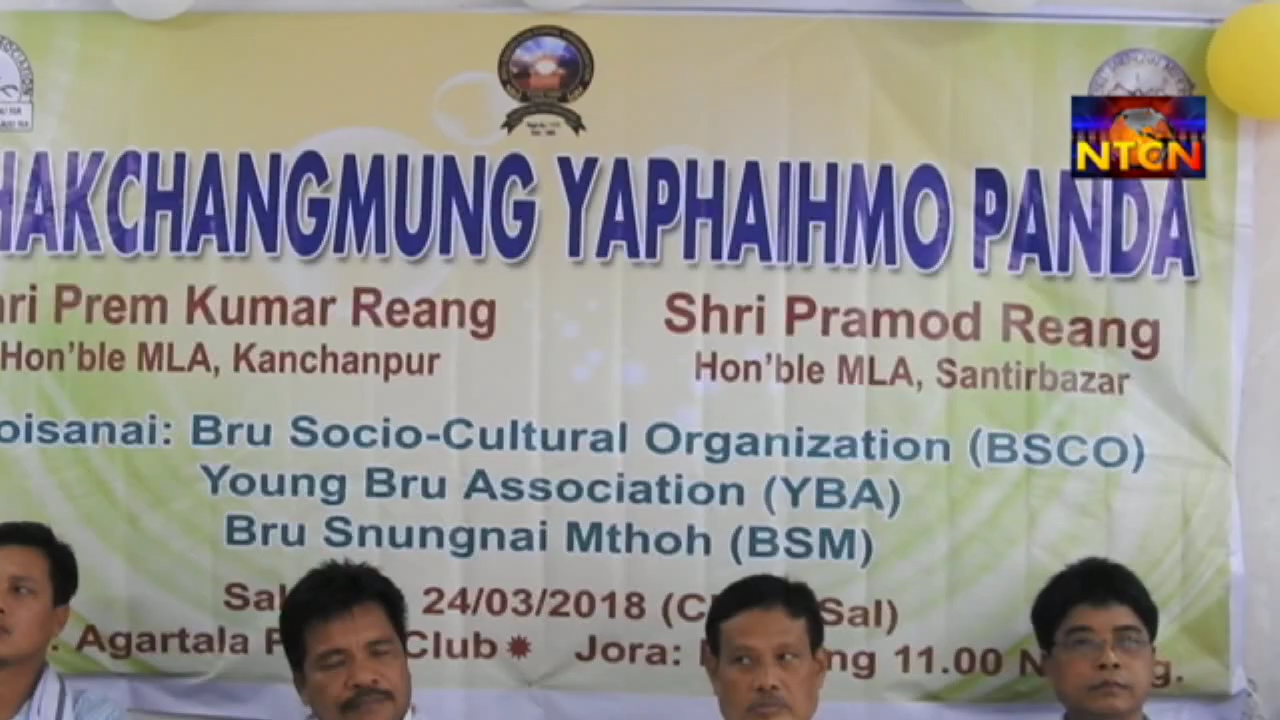 NTCN
HAKCHANGMUNG YAPHAIHMO PANDA
Prem Kumar Reang
Shri Pramod Reang
Hon'ble MLA, Kanchanpur
Hon'ble MLA, Santirbazar
oisanai: Bru Socio-Cultural Organization (BSCO)
Young Bru Association (YBA)
Bru Snungnai Mthoh (BSM)
24/03/2018 Sal)
Agartala Club Jora: 11.00